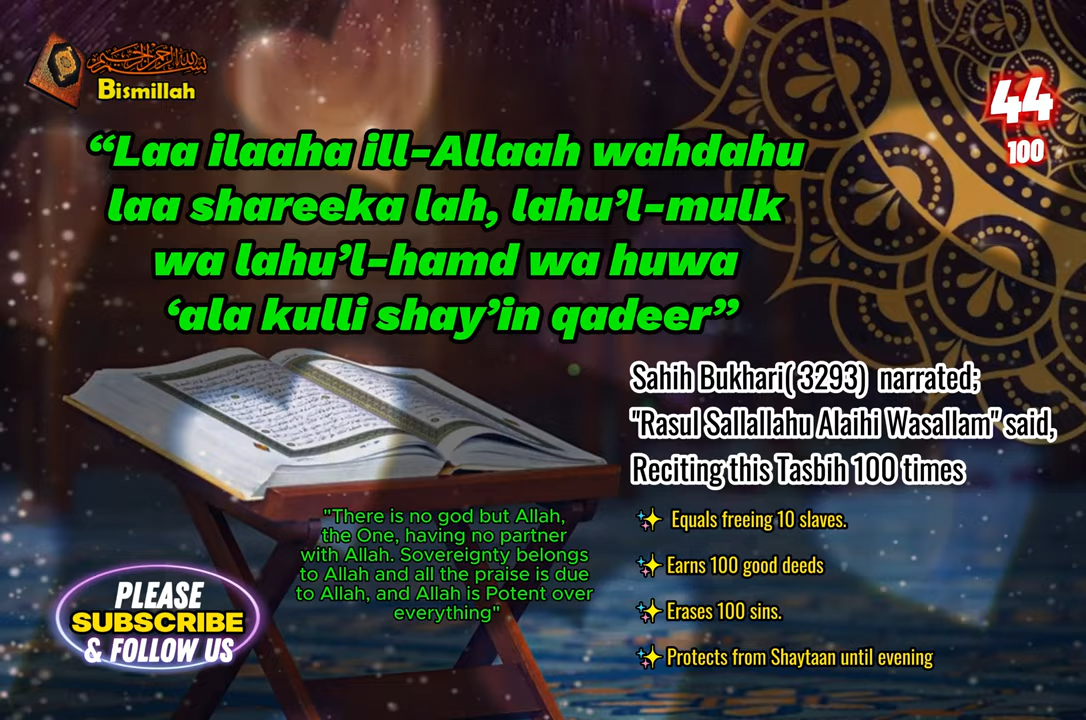 بسم الله الرحمن الرحيم
Bismillah
44
100
“Laa ilaaha ill-Allaah wahdahu
laa shareeka lah, lahu’l-mulk
wa lahu’l-hamd wa huwa
‘ala kulli shay’in qadeer”
Sahih Bukhari(3293) narrated;
"Rasul Sallallahu Alaihi Wasallam" said,
Reciting this Tasbih 100 times
Equals freeing 10 slaves.
Earns 100 good deeds
Erases 100 sins.
Protects from Shaytaan until evening
"There is no god but Allah,
the One, having no partner
with Allah. Sovereignty belongs
to Allah and all the praise is due
to Allah, and Allah is Potent over
everything"
PLEASE
SUBSCRIBE
& FOLLOW US